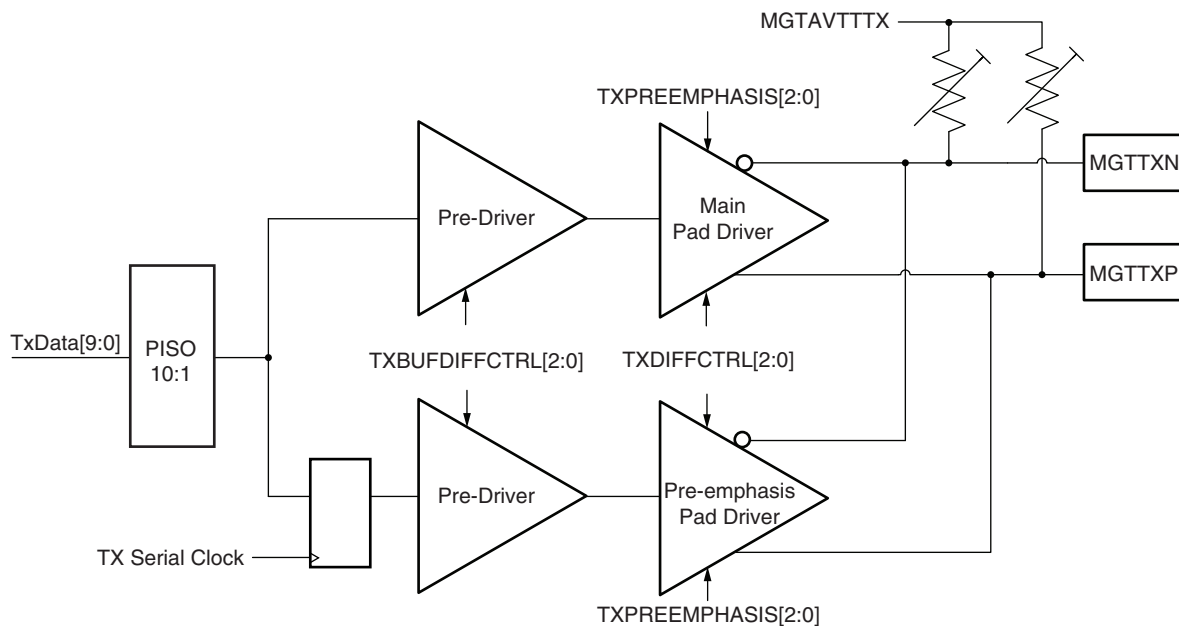 MGTAVTTTX
TXPREEMPHASIS[2:0]
MGTTXN
Pre-Driver
Main
Pad Driver
MGTTXP
TxData[9:0]
PISO
10:1
TXBUFDIFFCTRL[2:0]
TXDIFFCTRL[2:0]
Pre-Driver
Pre-emphasis
Pad Driver
TX Serial Clock
TXPREEMPHASIS[2:0]